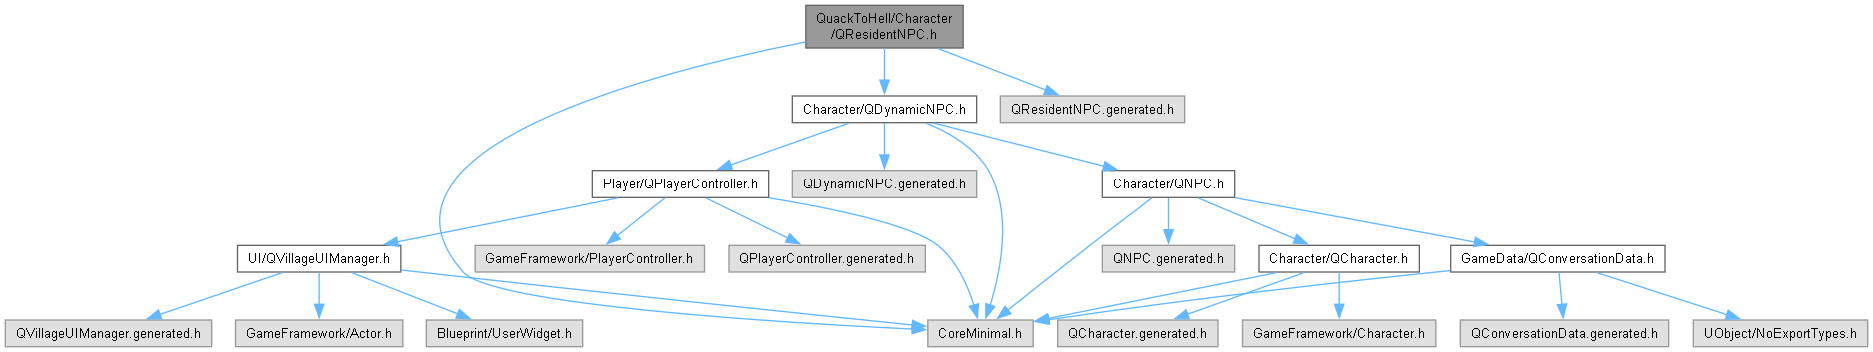 QuackToHell/Character
/QResidentNPC.h
Character/QDynamicNPC.h
QResidentNPC.generated.h
Player/QPlayerController.h
QDynamicNPC.generated.h
Character/QNPC.h
UI/QVillageUIManager.h
GameFramework/PlayerController.h
QPlayerController.generated.h
QNPC.generated.h
Character/QCharacter.h
GameData/QConversationData.h
QVillageUIManager.generated.h
GameFramework/Actor.h
Blueprint/UserWidget.h
CoreMinimal.h
QCharacter.generated.h
GameFramework/Character.h
QConversationData.generated.h
UObject/NoExportTypes.h